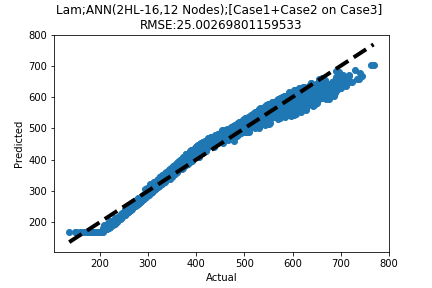 Lam;ANN(2HL-16,12 Nodes);[Case1+Case2 on Case3]
RMSE:25.00269801159533
800
700
600
500
400
300
200
Predicted
200 300 400 500 600 700 800
Actual